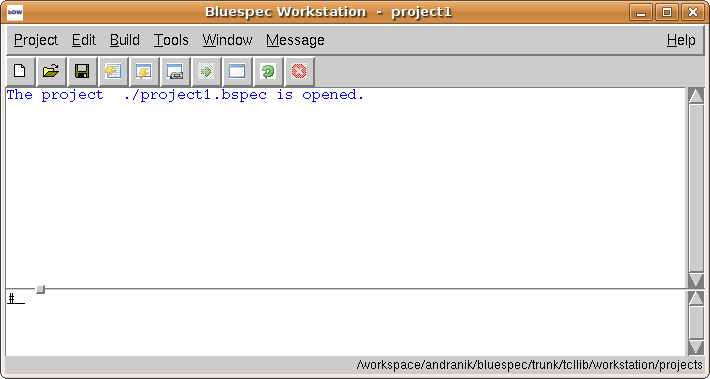 Bluespec Workstation - project1
Project Edit Build Tools Window Message Help
The project ./project1.bspec is opened.
#
/workspace/andranik/bluespec/trunk/tcllib/workstation/projects